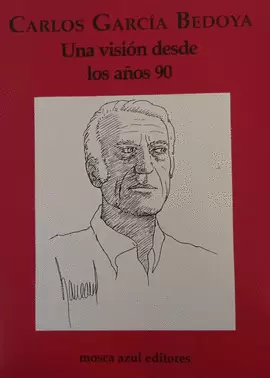 CARLOS GARCÍA BEDOYA
Una visión desde
los años 90
mosca azul editores